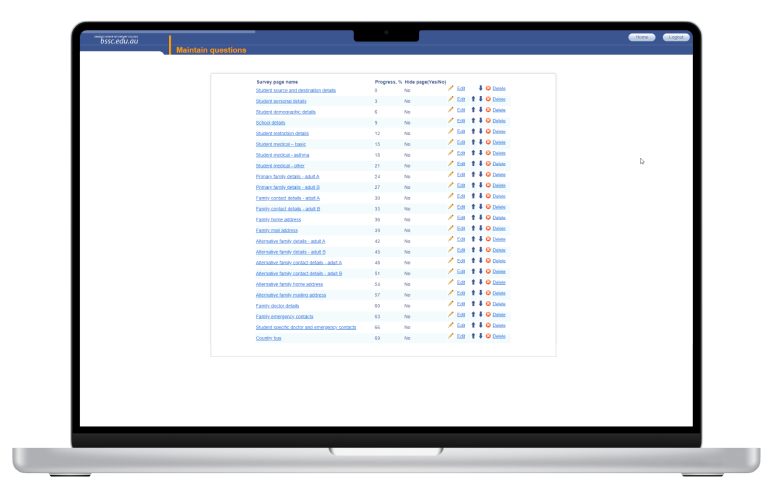 bssc.edu.au
Home Logout
Maintain questions
Survey page name Progress, % Hide page(Yes/No)
Student source and destination details 0 No Edit Delete
Student personal details 3 No Edit Delete
Student demographic details 6 No Edit Delete
School details 9 No Edit Delete
Student restriction details 12 No Edit Delete
Student medical – basic 15 No Edit Delete
Student medical - asthma 18 No Edit Delete
Student medical - other 21 No Edit Delete
Primary family details - adult A 24 No Edit Delete
Primary family details - adult B 27 No Edit Delete
Family contact details - adult A 30 No Edit Delete
Family contact details - adult B 33 No Edit Delete
Family home address 36 No Edit Delete
Family mail address 39 No Edit Delete
Alternative family details - adult A 42 No Edit Delete
Alternative family details - adult B 45 No Edit Delete
Alternative family contact details - adult A 48 No Edit Delete
Alternative family contact details - adult B 51 No Edit Delete
Alternative family home address 54 No Edit Delete
Alternative family mailing address 57 No Edit Delete
Family doctor details 60 No Edit Delete
Family emergency contacts 63 No Edit Delete
Student specific doctor and emergency contacts 66 No Edit Delete
Country bus 69 No Edit Delete